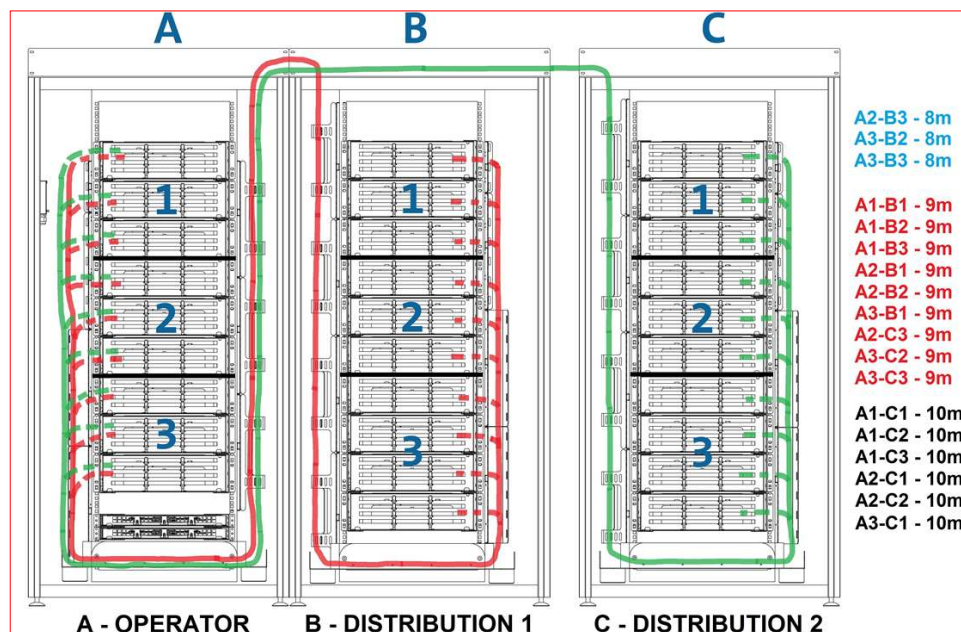 A B C
1 1 1
2 2 2
3 3 3
A2-B3 - 8m
A3-B2 - 8m
A3-B3 - 8m
A1-B1 - 9m
A1-B2 - 9m
A1-B3 - 9m
A2-B1 - 9m
A2-B2 - 9m
A3-B1 - 9m
A2-C3 - 9m
A3-C2 - 9m
A3-C3 - 9m
A1-C1 - 10m
A1-C2 - 10m
A1-C3 - 10m
A2-C1 - 10m
A2-C2 - 10m
A3-C1 - 10m
A - OPERATOR B - DISTRIBUTION 1 C - DISTRIBUTION 2